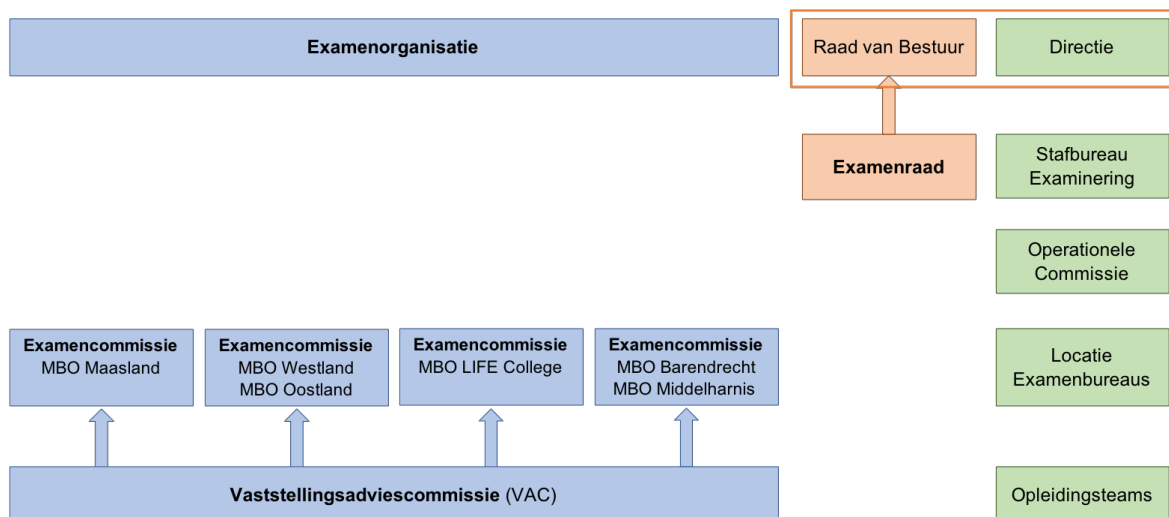 Examenorganisatie
Raad van Bestuur
Directie
Examenraad
Stafbureau
Examinering
Operationele
Commissie
Examencommissie
MBO Maasland
Examencommissie
MBO Westland
MBO Oostland
Examencommissie
MBO LIFE College
Examencommissie
MBO Barendrecht
MBO Middelharnis
Locatie
Examenbureaus
Vaststellingsadviescommissie (VAC)
Opleidingsteams